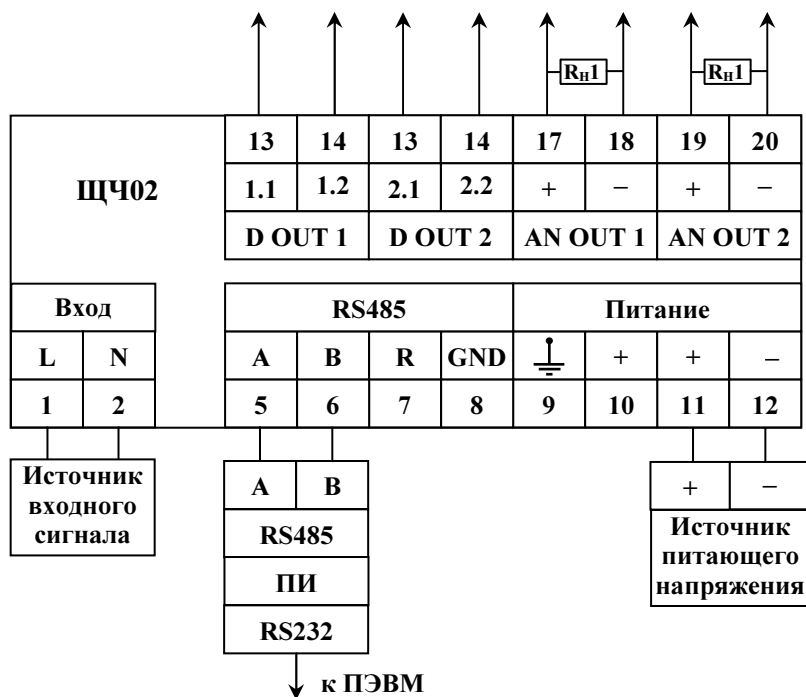 Rн1 Rн1
13 14 13 14 17 18 19 20
ЩЧ02
1.1 1.2 2.1 2.2 + − + −
D OUT 1 D OUT 2 AN OUT 1 AN OUT 2
Вход RS485 Питание
L N A B R GND + + −
1 2 5 6 7 8 9 10 11 12
Источник
входного
сигнала
A B
RS485
ПИ
RS232
к ПЭВМ
+ −
Источник
питающего
напряжения